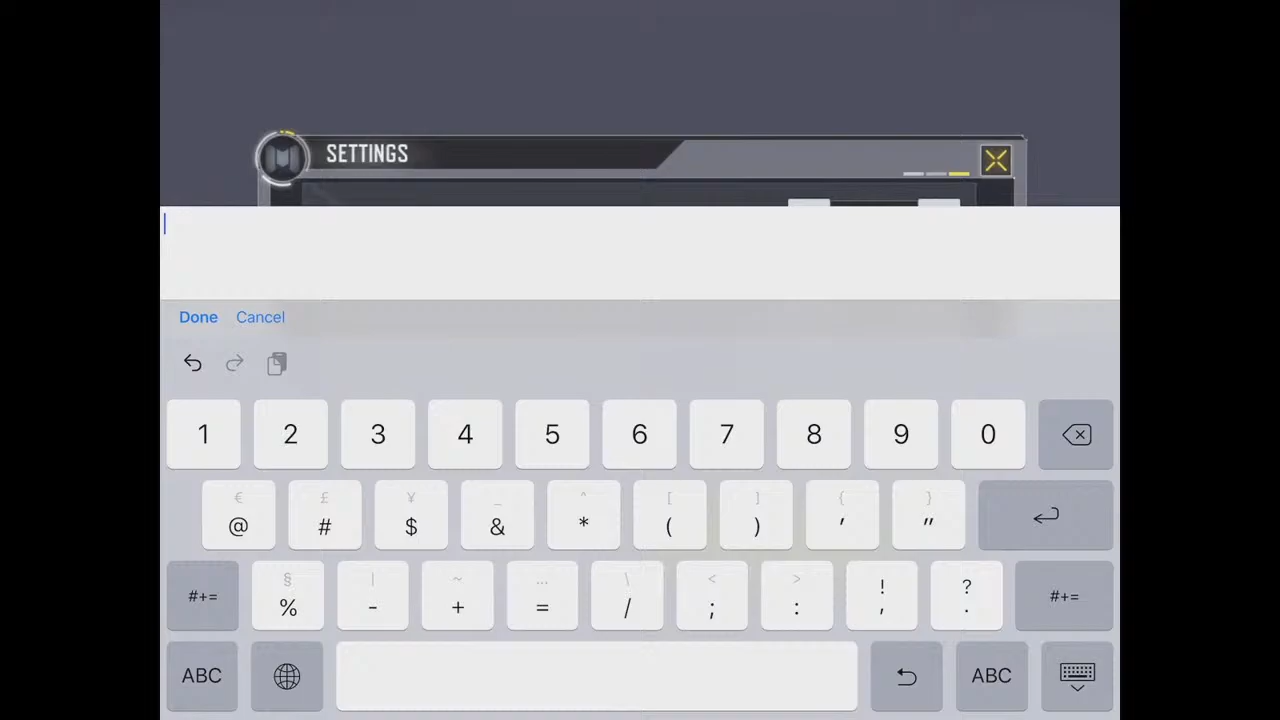 SETTINGS
Done Cancel
1 2 3 4 5 6 7 8 9 0
€ £ ¥ _ ^ [ ] { }
@ # $ & * ( ) ' "
§ | ~ … \ < > ! ?
#+= % - + = / ; : , . #+=
ABC ABC